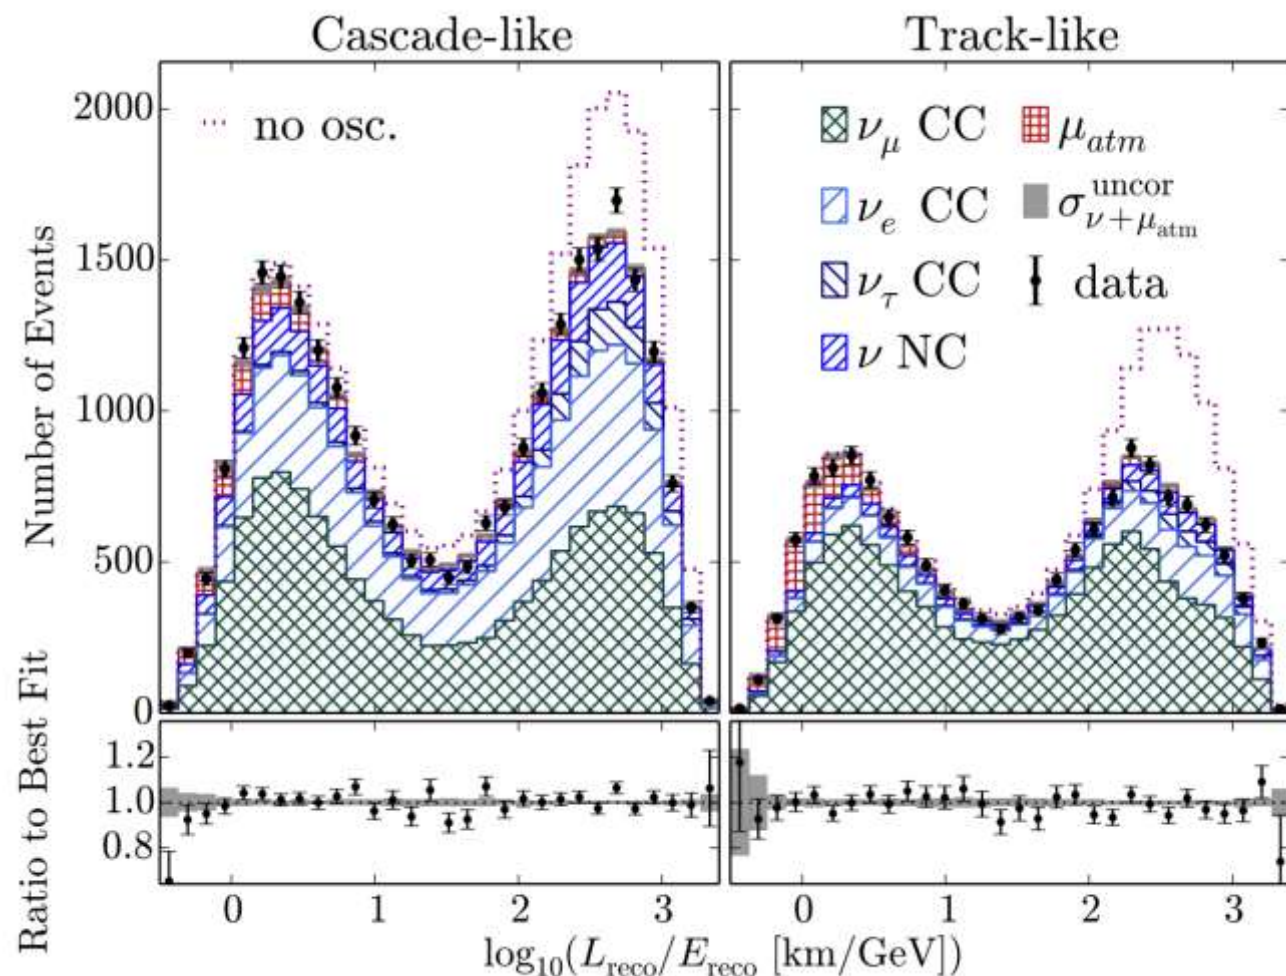 Cascade-like
Track-like
Number of Events
2000
1500
1000
500
0
no osc.
ν_μ CC
ν_e CC
ν_τ CC
ν NC
μ_atm
σ^uncor_ν+μ_atm
data
Ratio to Best Fit
1.2
1.0
0.8
0 1 2 3
0 1 2 3
log₁₀(L_reco/E_reco [km/GeV])